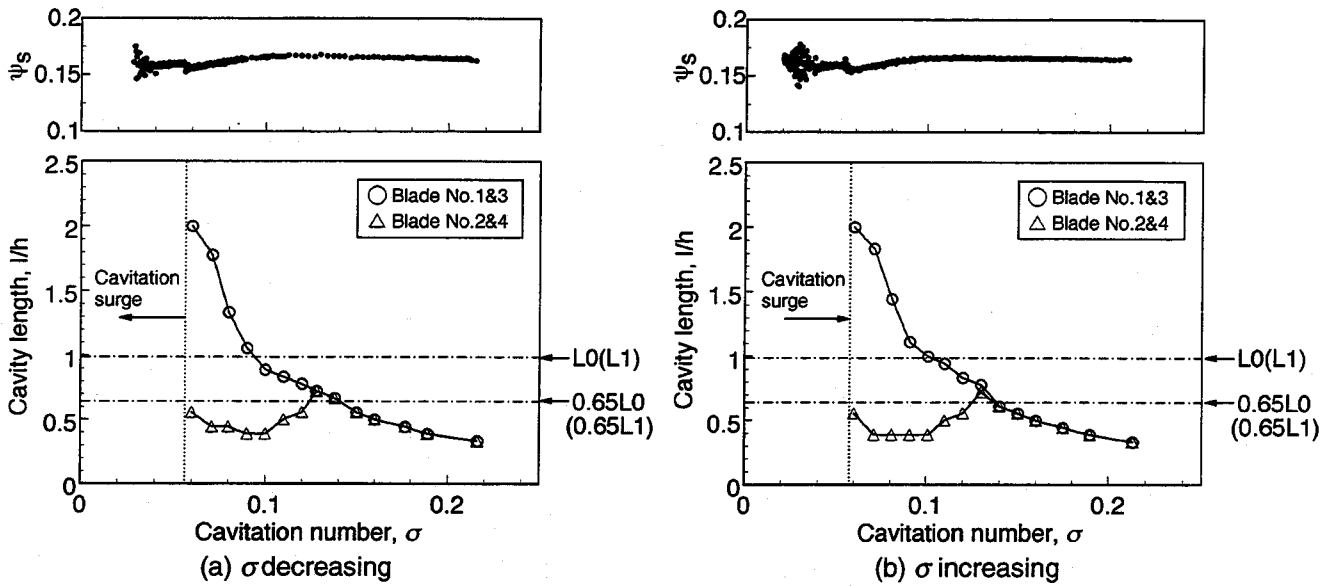 0.2
0.15
0.1
ψs
2.5
2
1.5
1
0.5
0
Cavity length, l/h
Blade No.1&3
Blade No.2&4
Cavitation
surge
L0(L1)
0.65L0
(0.65L1)
0
0.1
0.2
Cavitation number, σ
(a) σ decreasing
0.2
0.15
0.1
ψs
2.5
2
1.5
1
0.5
0
Cavity length, l/h
Blade No.1&3
Blade No.2&4
Cavitation
surge
L0(L1)
0.65L0
(0.65L1)
0
0.1
0.2
Cavitation number, σ
(b) σ increasing